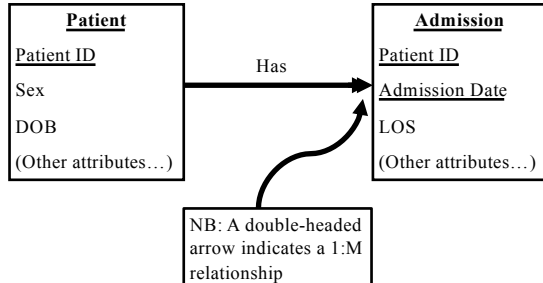 Patient
Patient ID
Sex
DOB
(Other attributes…)
Has
Admission
Patient ID
Admission Date
LOS
(Other attributes…)
NB: A double-headed
arrow indicates a 1:M
relationship